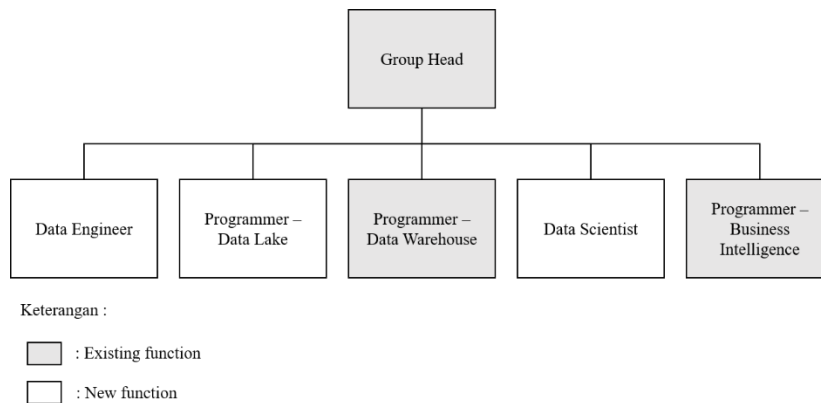 Group Head
Data Engineer
Programmer –
Data Lake
Programmer –
Data Warehouse
Data Scientist
Programmer –
Business
Intelligence
Keterangan :
: Existing function
: New function